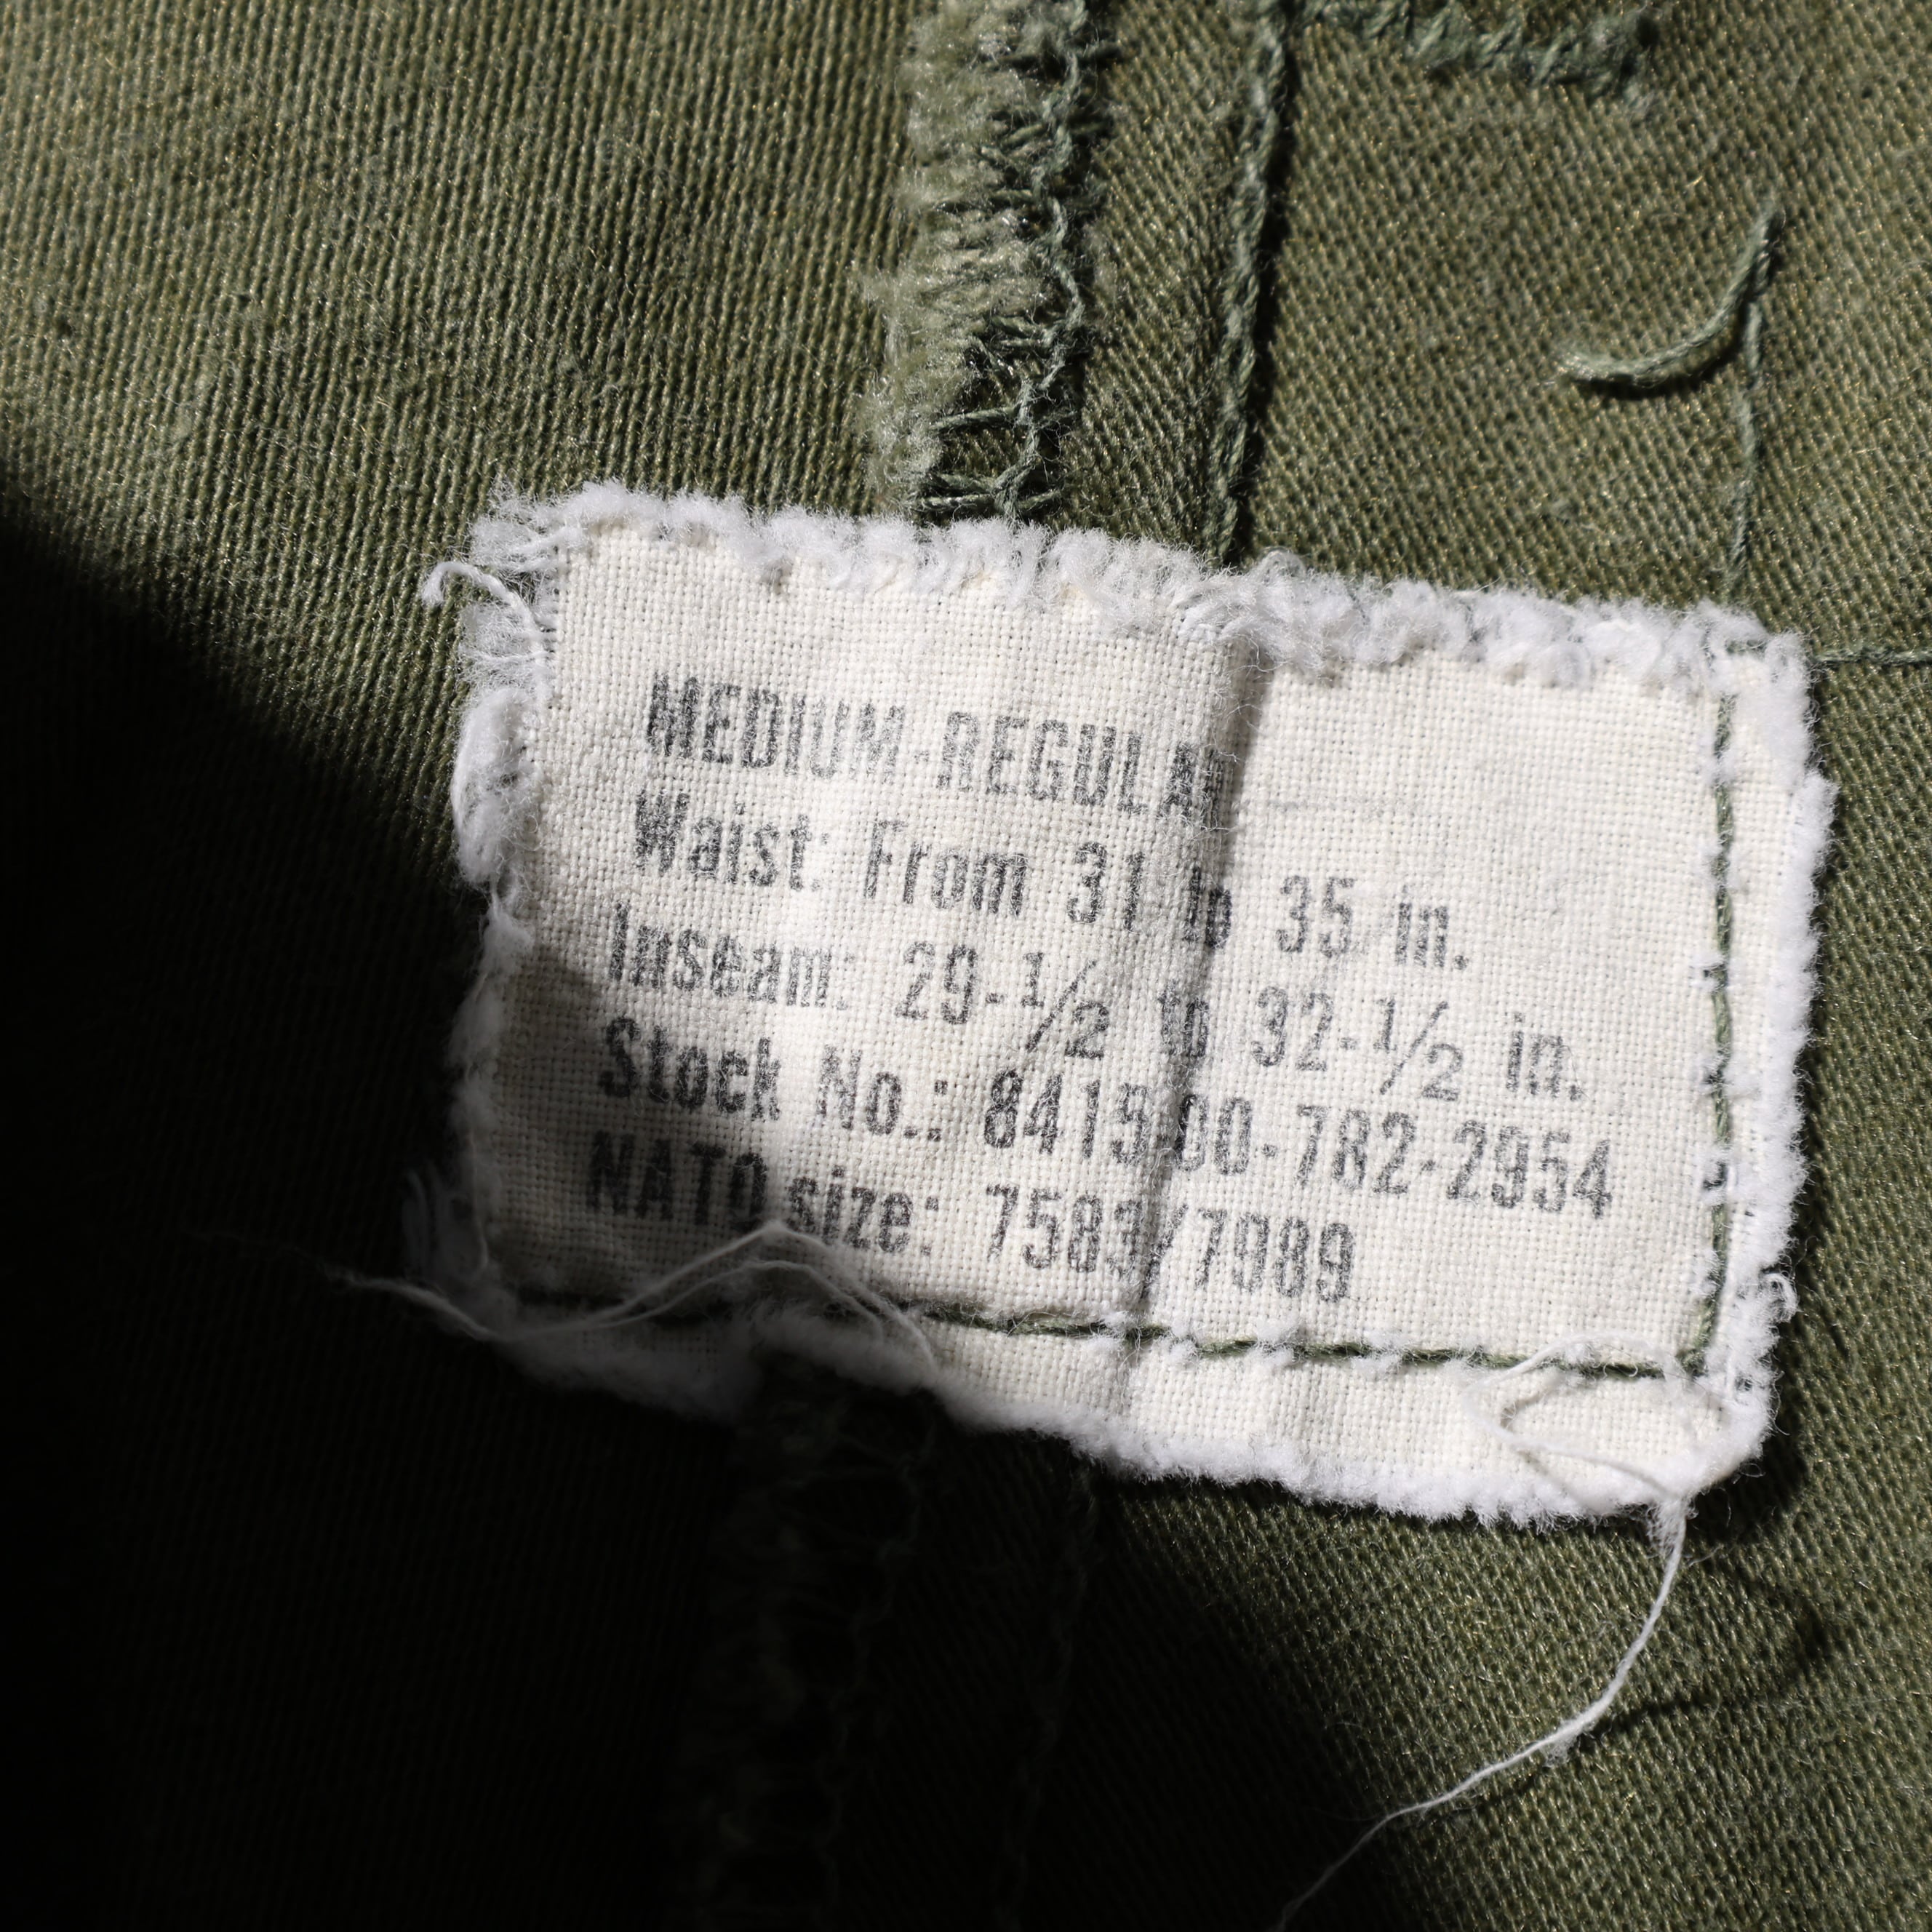 MEDIUM-REGULAR
Waist: From 31 to 35 in.
Inseam: 29-1/2 to 32-1/2 in.
Stock No.: 8415-00-782-2954
NATO size: 7583/7989